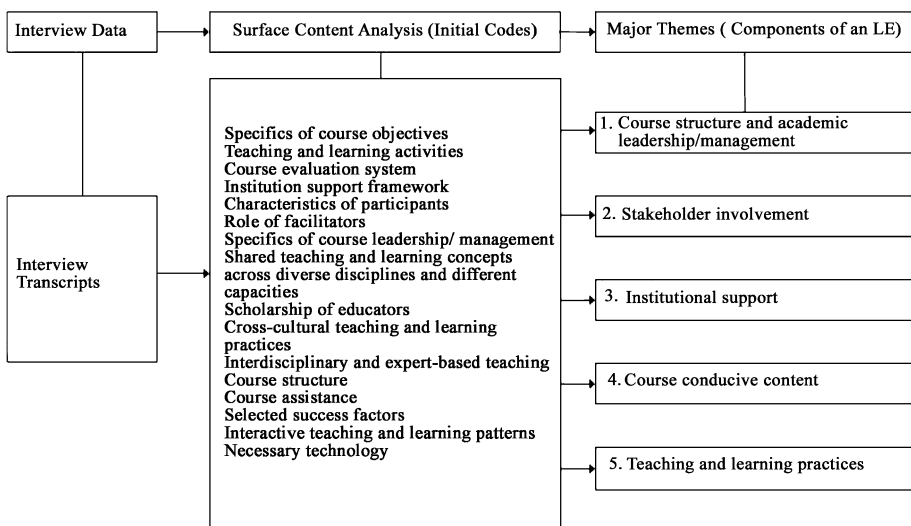 Interview Data
Surface Content Analysis (Initial Codes)
Major Themes ( Components of an LE)
Interview
Transcripts
Specifics of course objectives
Teaching and learning activities
Course evaluation system
Institution support framework
Characteristics of participants
Role of facilitators
Specifics of course leadership/ management
Shared teaching and learning concepts
across diverse disciplines and different
capacities
Scholarship of educators
Cross-cultural teaching and learning
practices
Interdisciplinary and expert-based teaching
Course structure
Course assistance
Selected success factors
Interactive teaching and learning patterns
Necessary technology
1. Course structure and academic
leadership/management
2. Stakeholder involvement
3. Institutional support
4. Course conducive content
5. Teaching and learning practices